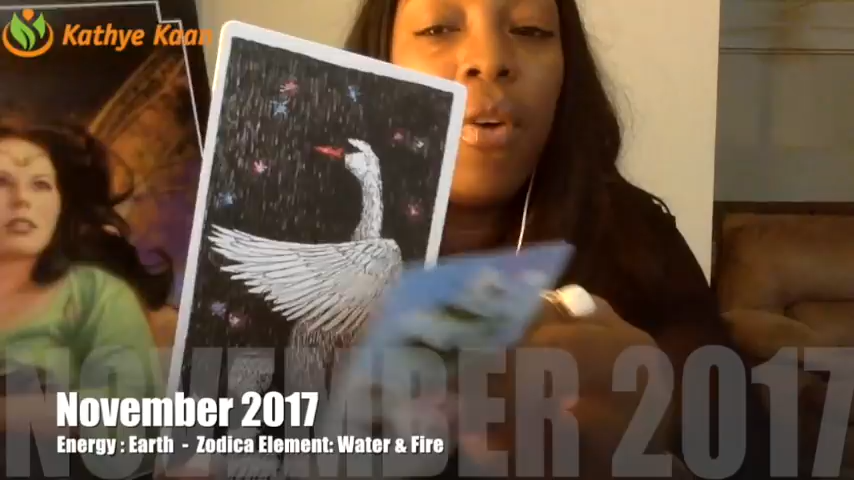 Kathye Kaan
NOVEMBER 2017
November 2017
Energy : Earth - Zodica Element: Water & Fire